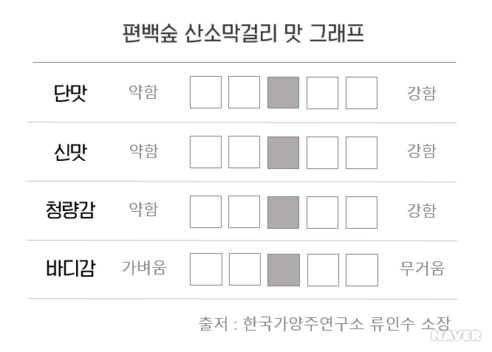 편백숲 산소막걸리 맛 그래프
단맛 약함 강함
신맛 약함 강함
청량감 약함 강함
바디감 가벼움 무거움
출저 : 한국가양주연구소 류인수 소장
NAVER